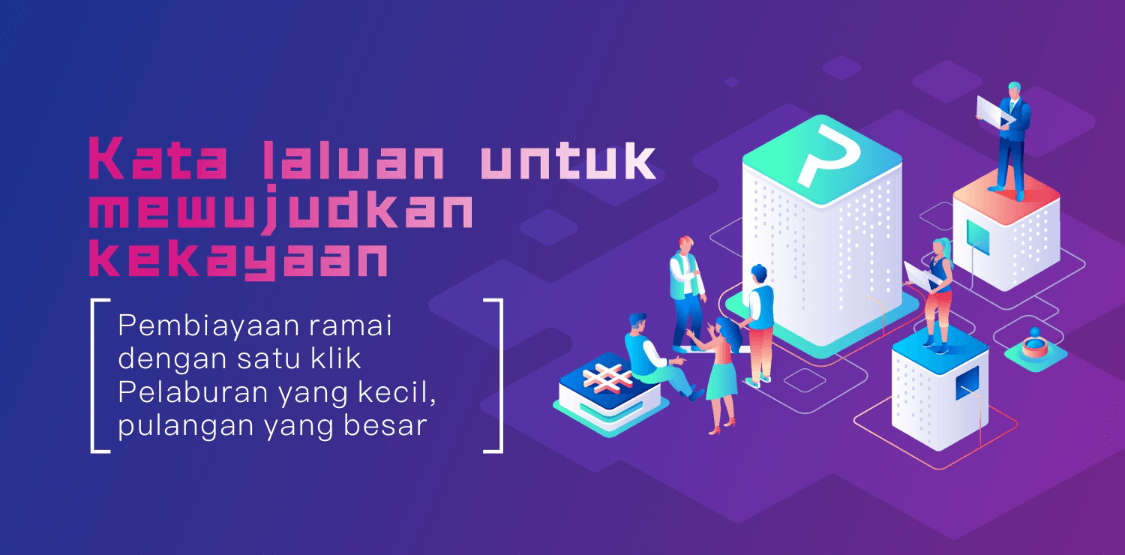 Kata laluan untuk
mewujudkan
kekayaan
Pembiayaan ramai
dengan satu klik
Pelaburan yang kecil,
pulangan yang besar